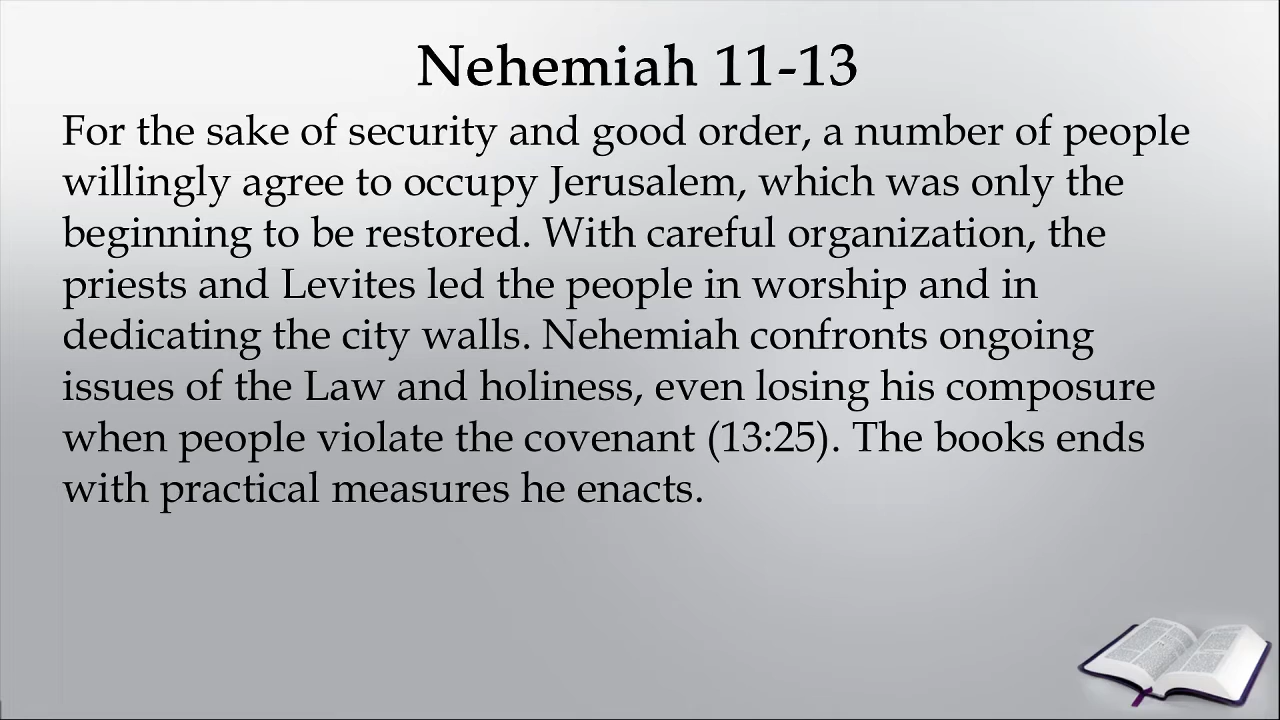 Nehemiah 11-13
For the sake of security and good order, a number of people
willingly agree to occupy Jerusalem, which was only the
beginning to be restored. With careful organization, the
priests and Levites led the people in worship and in
dedicating the city walls. Nehemiah confronts ongoing
issues of the Law and holiness, even losing his composure
when people violate the covenant (13:25). The books ends
with practical measures he enacts.